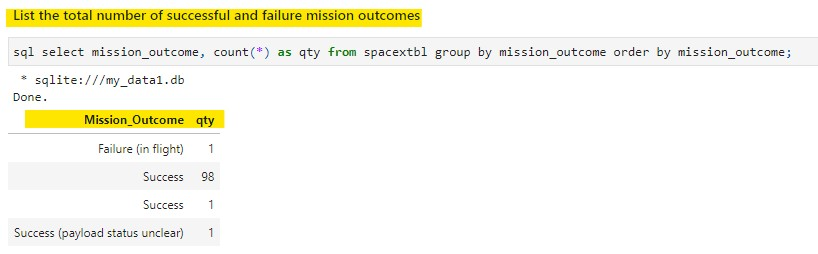 List the total number of successful and failure mission outcomes
sql select mission_outcome, count(*) as qty from spacextbl group by mission_outcome order by mission_outcome;
* sqlite:///my_data1.db
Done.
Mission_Outcome qty
Failure (in flight) 1
Success 98
Success 1
Success (payload status unclear) 1